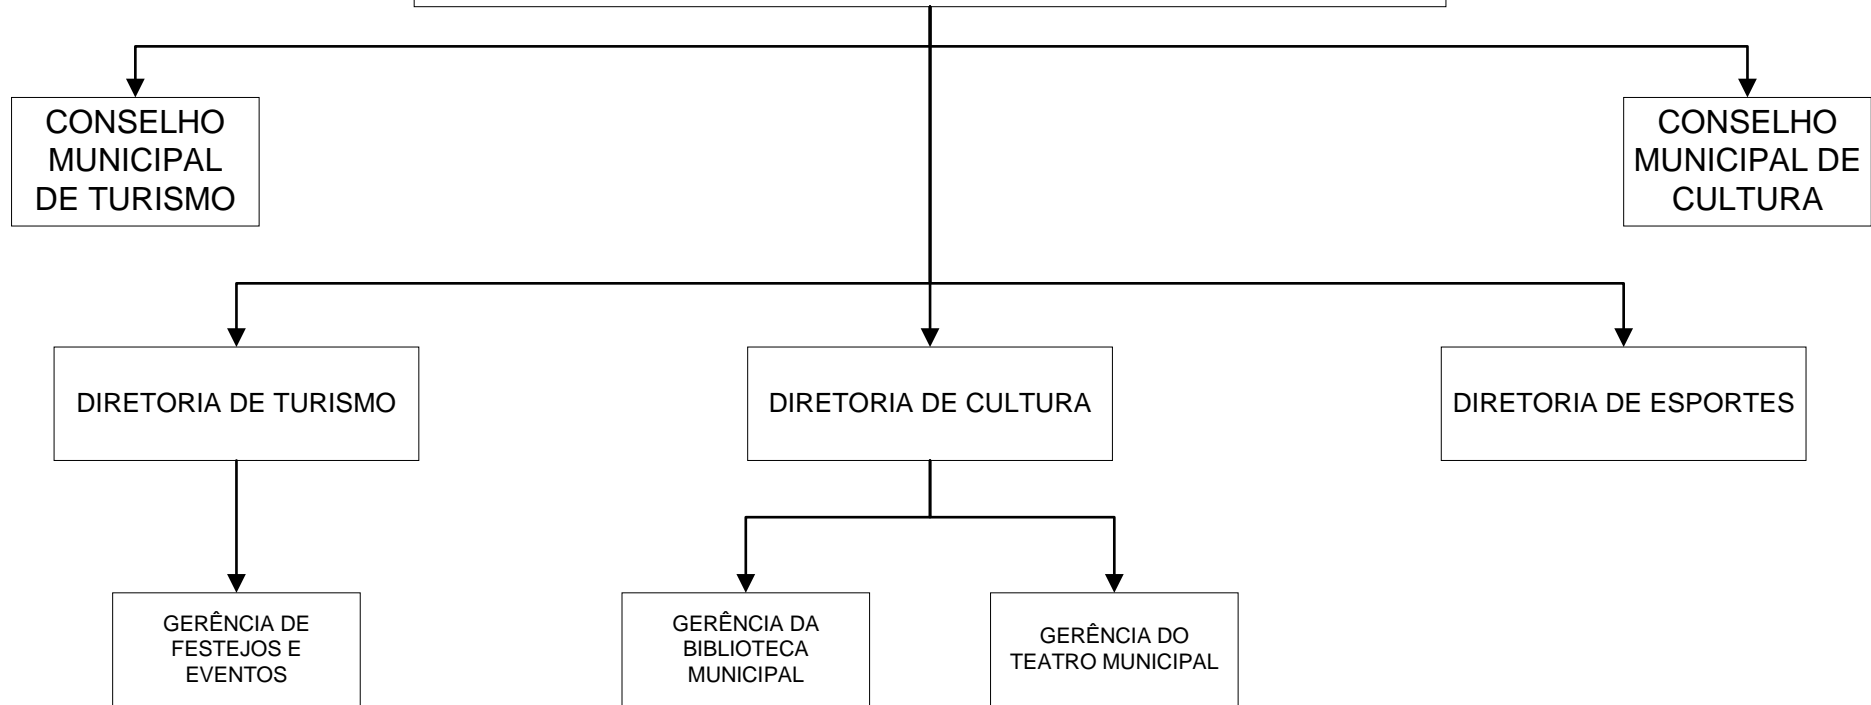 CONSELHO
MUNICIPAL
DE TURISMO
CONSELHO
MUNICIPAL DE
CULTURA
DIRETORIA DE TURISMO
DIRETORIA DE CULTURA
DIRETORIA DE ESPORTES
GERÊNCIA DE
FESTEJOS E
EVENTOS
GERÊNCIA DA
BIBLIOTECA
MUNICIPAL
GERÊNCIA DO
TEATRO MUNICIPAL